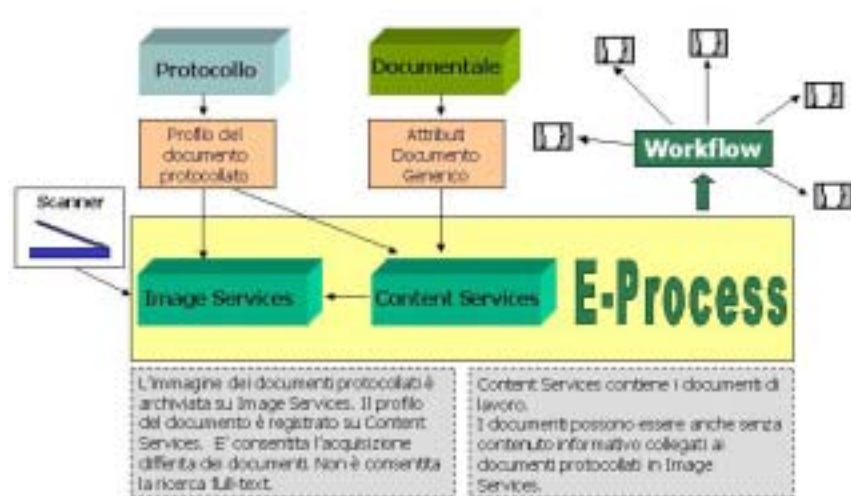 Protocollo
Documentale
Profilo del
documento
protocollato
Attributi
Documento
Generico
Workflow
Scanner
Image Services
Content Services
E-Process
L'immagine dei documenti protocollati è
archiviata su Image Services. Il profilo
del documento è registrato su Content
Services. E' consentita l'acquisizione
differita dei documenti. Non è consentita
la ricerca full-text.
Content Services contiene i documenti di
lavoro.
I documenti possono essere anche senza
contenuto informativo collegati ai
documenti protocollati in Image
Services.